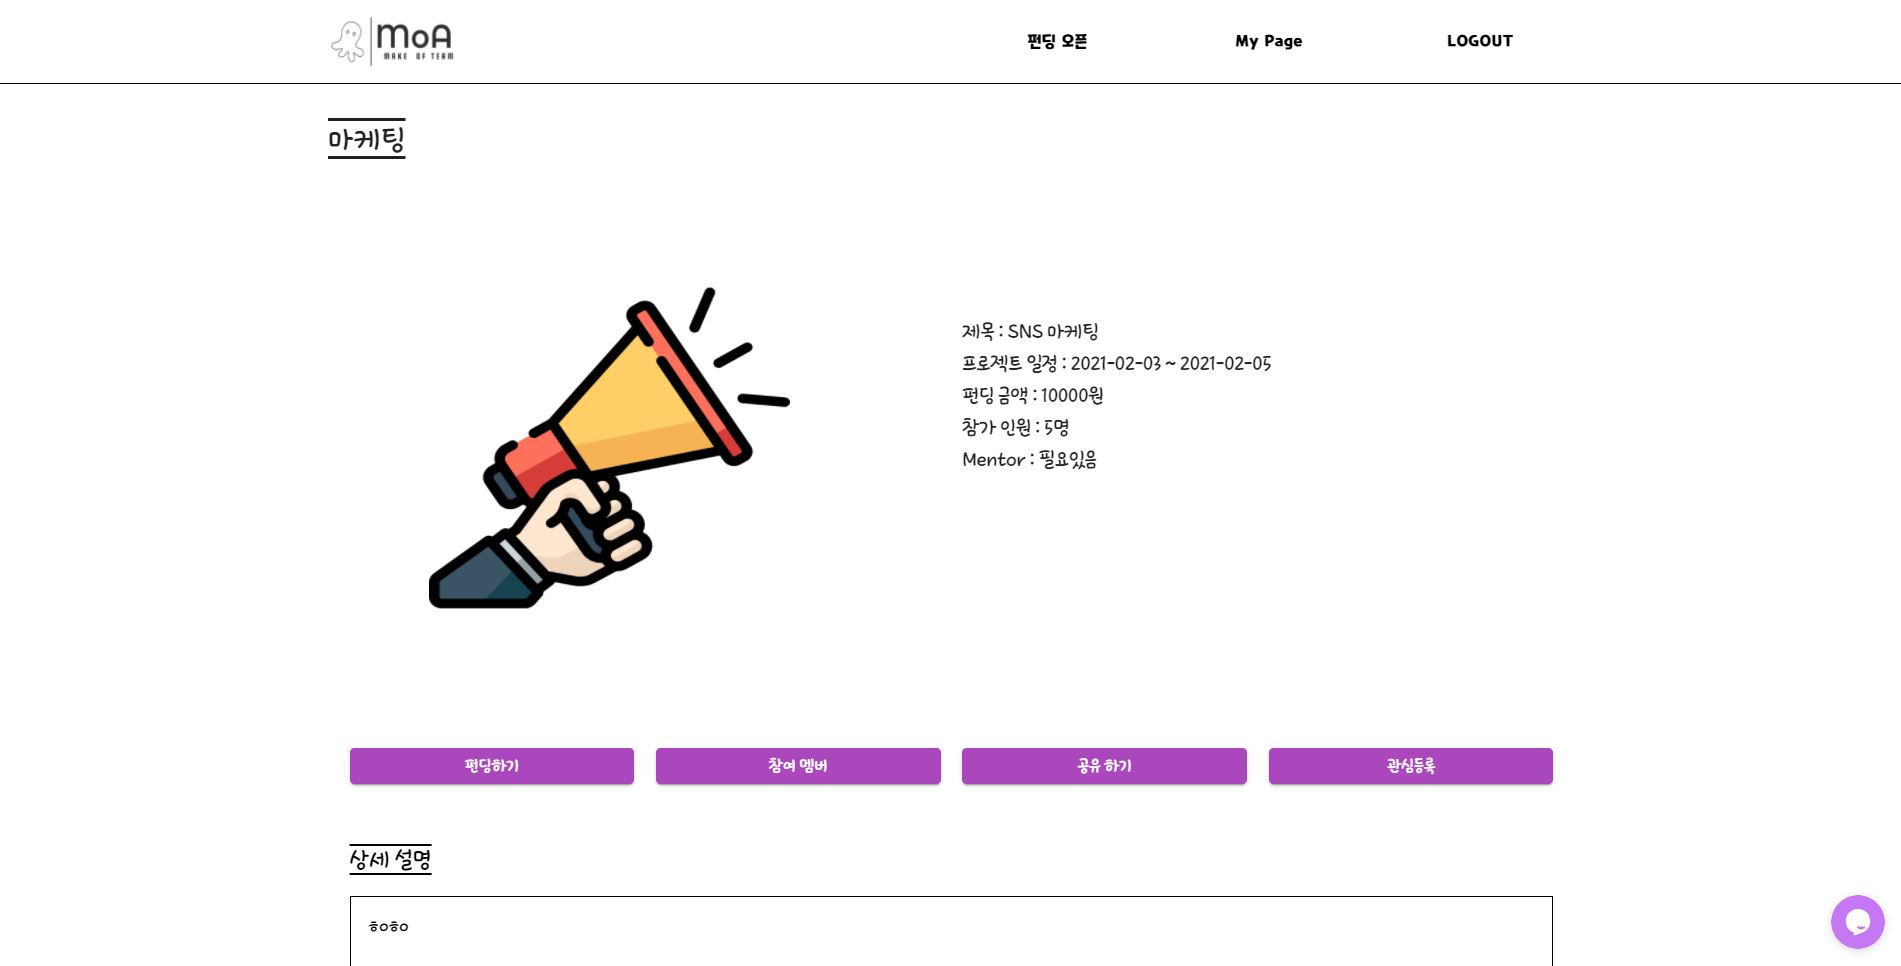 MoA
MAKE OF TEAM
펀딩 오픈
My Page
LOGOUT
마케팅
제목 : SNS 마케팅
프로젝트 일정 : 2021-02-03 ~ 2021-02-05
펀딩 금액 : 10000원
참가 인원 : 5명
Mentor : 필요있음
펀딩하기
참여 멤버
공유 하기
관심등록
상세 설명
ㅎㅇㅎㅇ